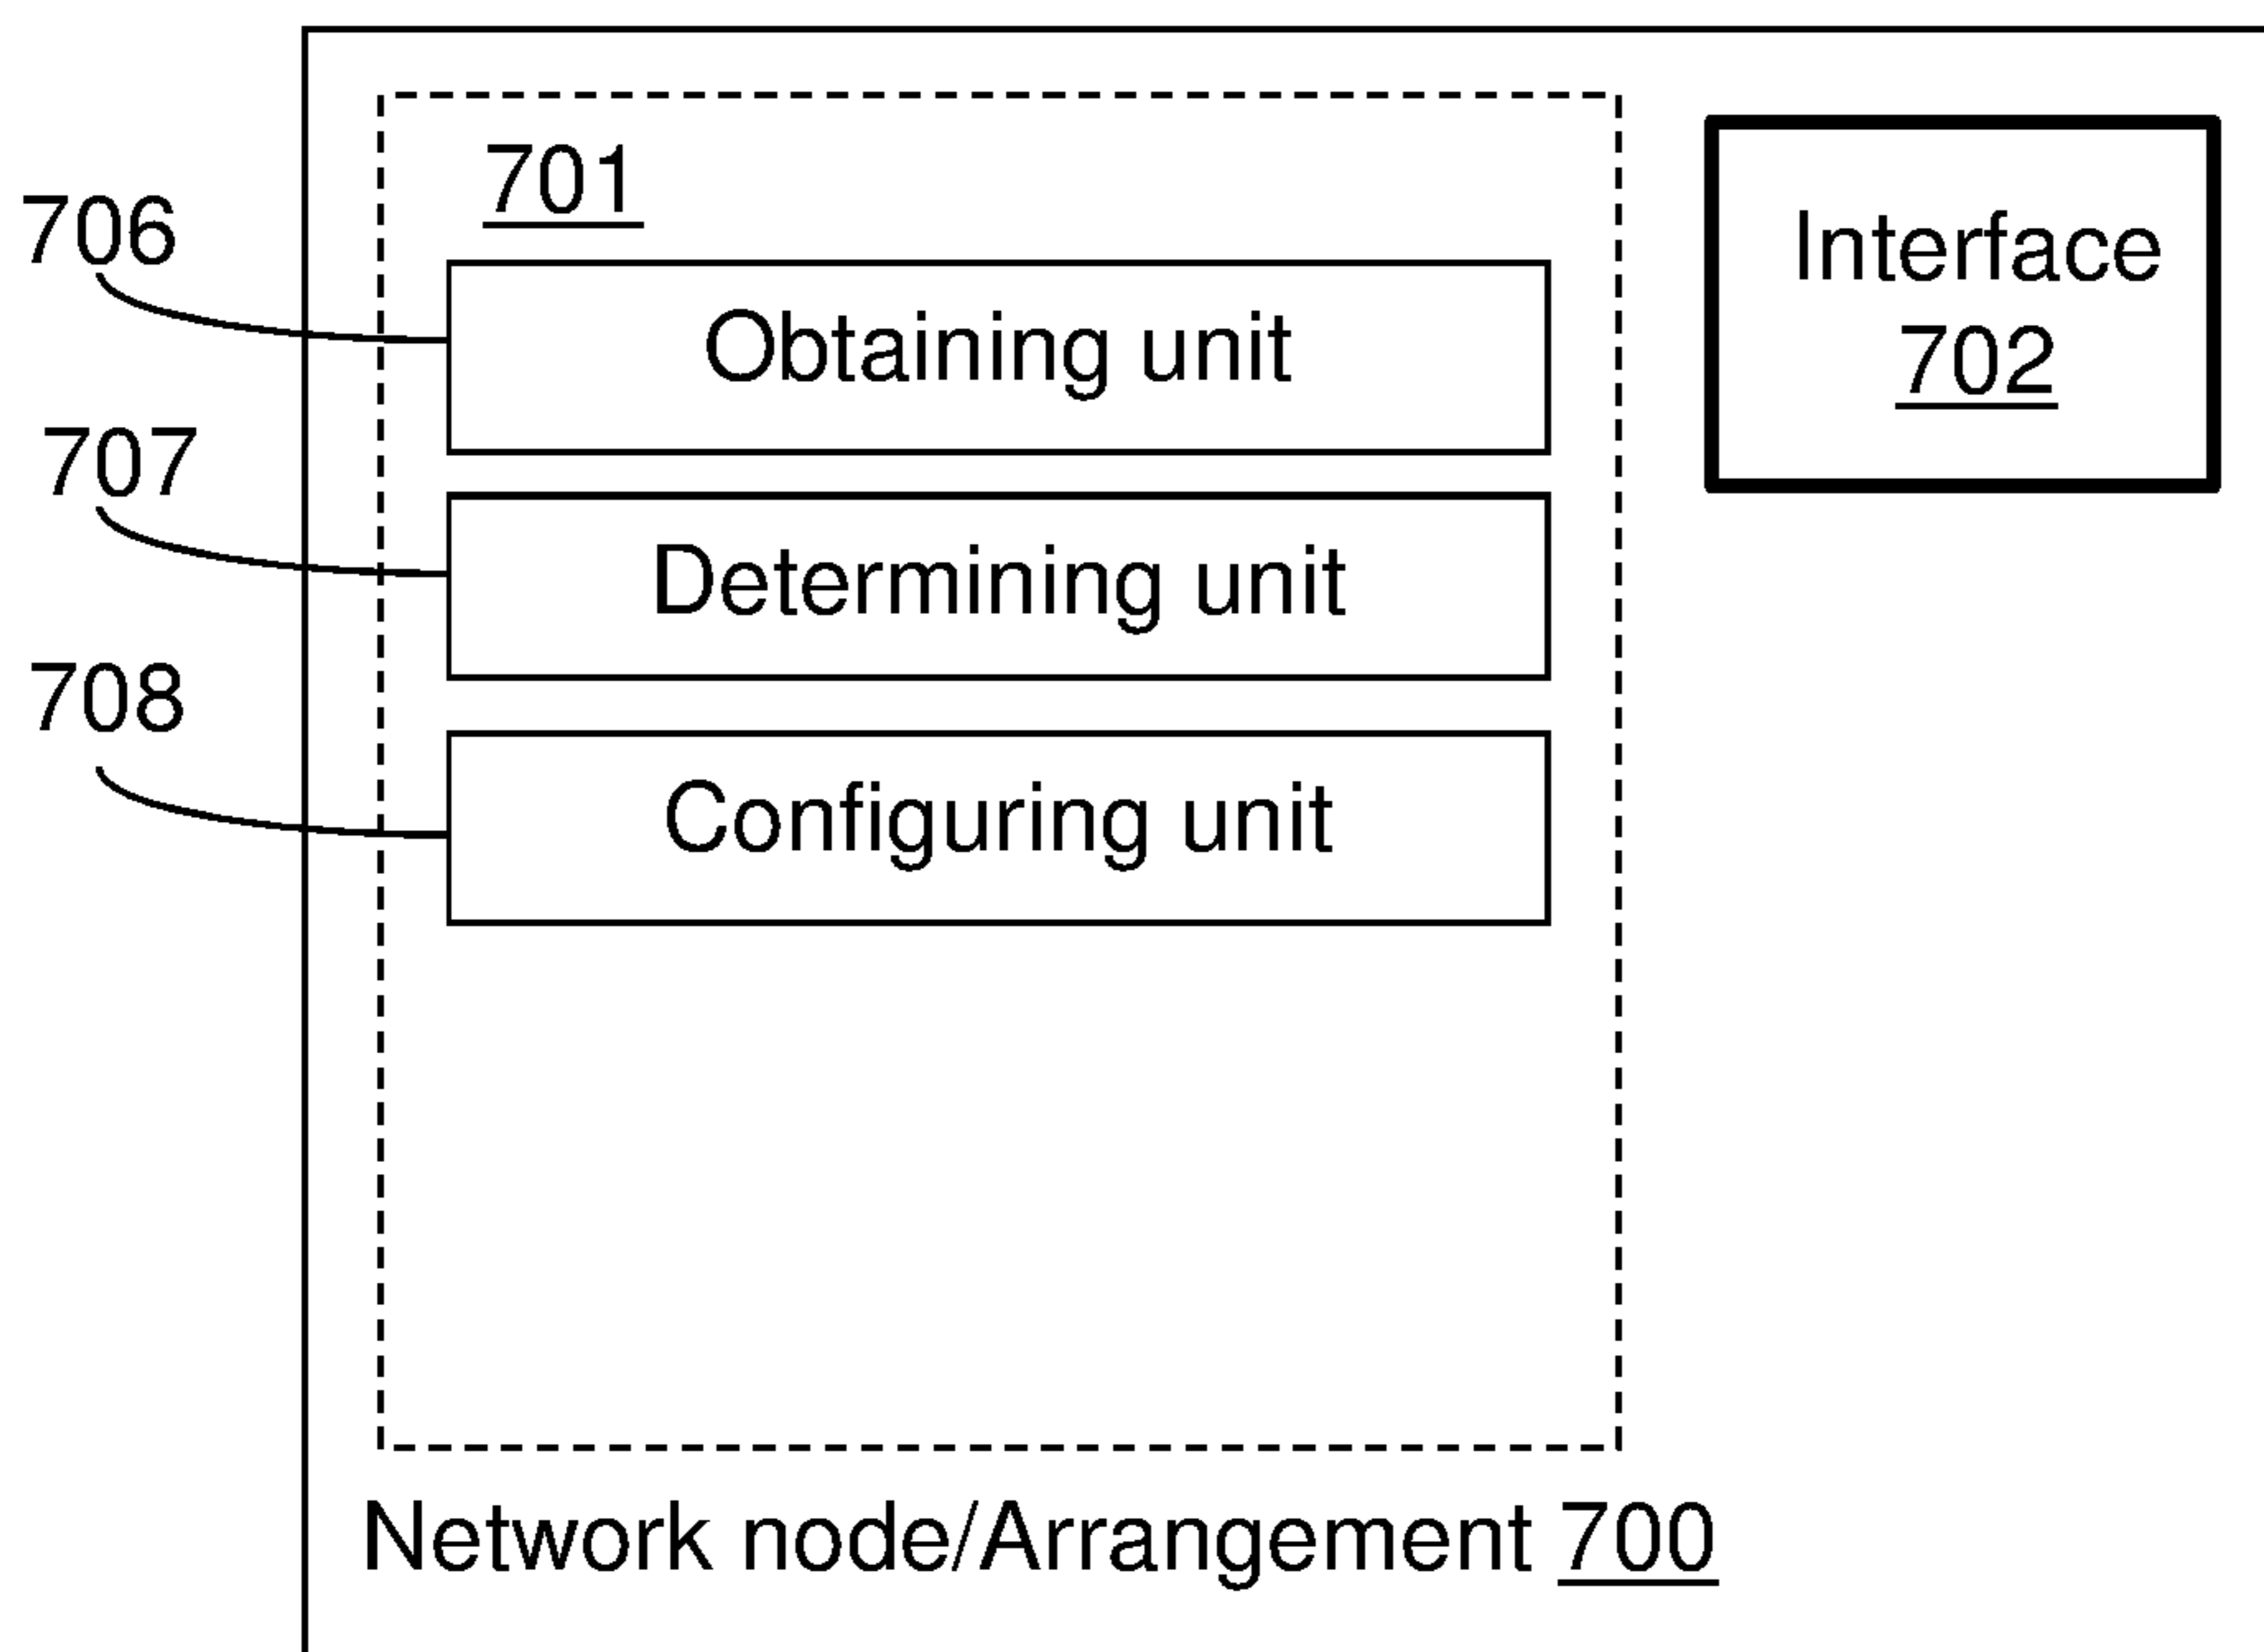 701
706
Obtaining unit
Interface
702
707
Determining unit
708
Configuring unit
Network node/Arrangement 700